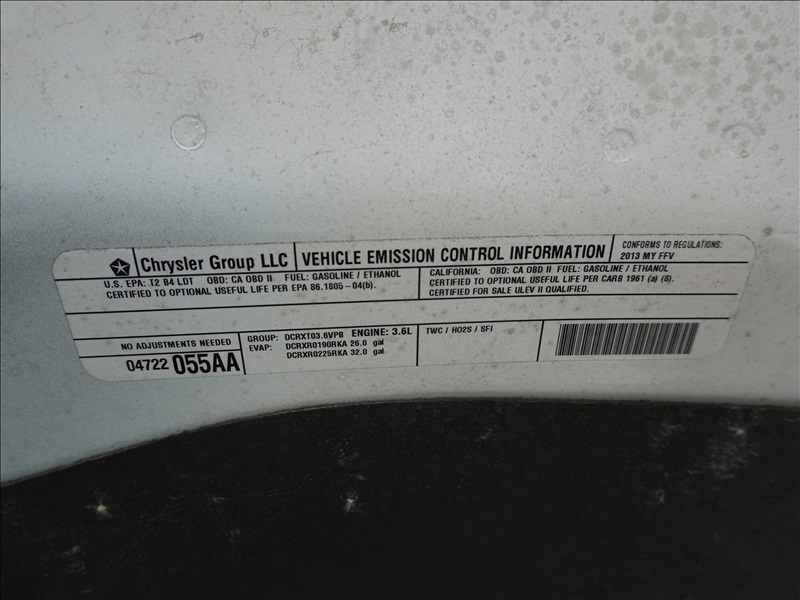 Chrysler Group LLC
VEHICLE EMISSION CONTROL INFORMATION
CONFORMS TO REGULATIONS:
2013 MY FFV
U.S. EPA: T2 B4 LDT OBD: CA OBD II FUEL: GASOLINE / ETHANOL
CERTIFIED TO OPTIONAL USEFUL LIFE PER EPA 86.1805-04(b).
CALIFORNIA: OBD: CA OBD II FUEL: GASOLINE / ETHANOL
CERTIFIED TO OPTIONAL USEFUL LIFE PER CARB 1961 (a) (8).
CERTIFIED FOR SALE ULEV II QUALIFIED.
NO ADJUSTMENTS NEEDED
04722 055AA
GROUP: DCRXT03.6VP8 ENGINE: 3.6L
EVAP: DCRXR0190RKA 26.0 gal
DCRXR0225RKA 32.0 gal
TWC / HO2S / SFI